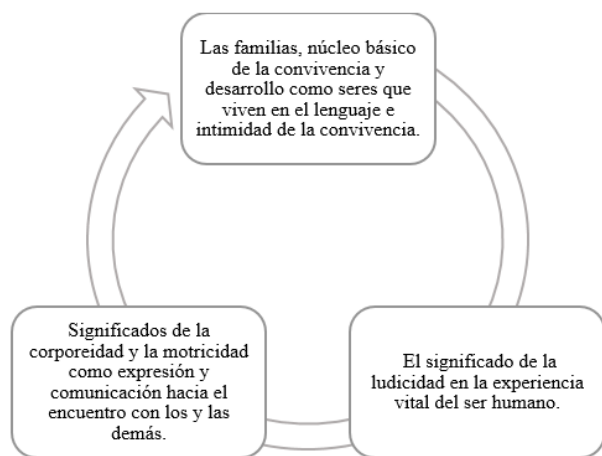 Las familias, núcleo básico
de la convivencia y
desarrollo como seres que
viven en el lenguaje e
intimidad de la convivencia.
El significado de la
ludicidad en la experiencia
vital del ser humano.
Significados de la
corporeidad y la motricidad
como expresión y
comunicación hacia el
encuentro con los y las
demás.